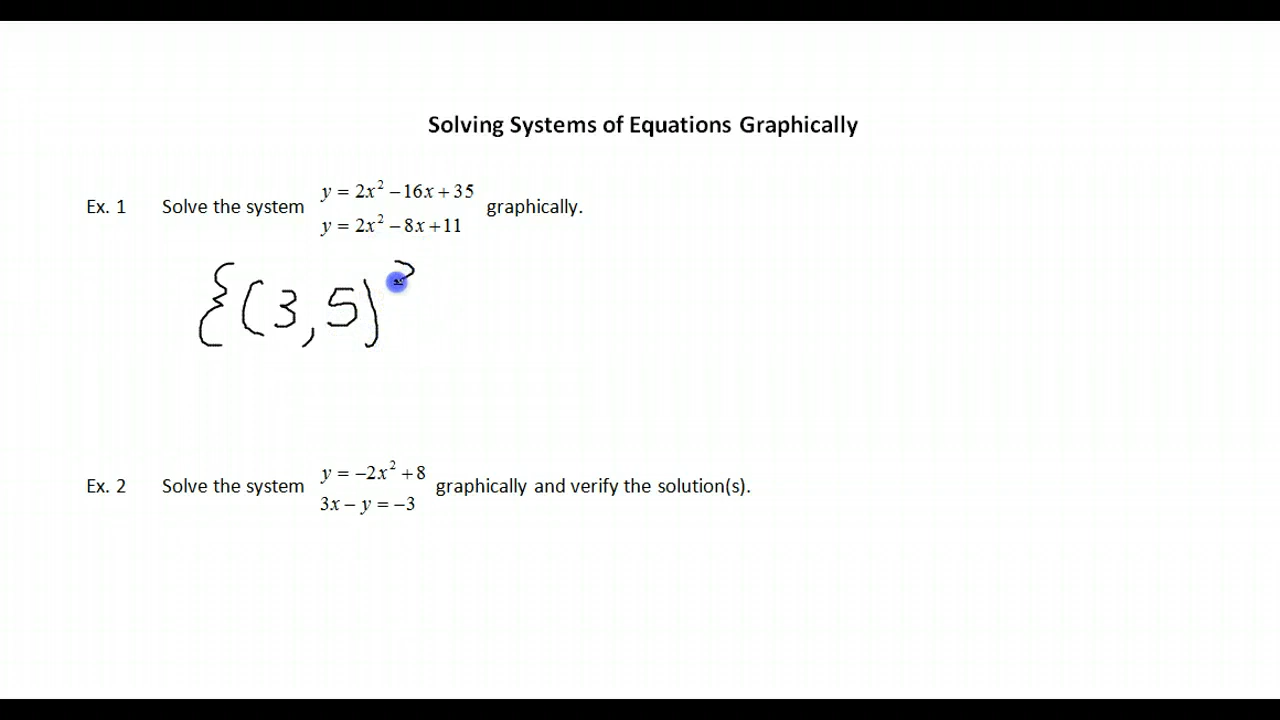 Solving Systems of Equations Graphically
y = 2x² – 16x + 35
Ex. 1 Solve the system graphically.
y = 2x² – 8x + 11
{(3,5)
y = –2x² + 8
Ex. 2 Solve the system graphically and verify the solution(s).
3x – y = –3